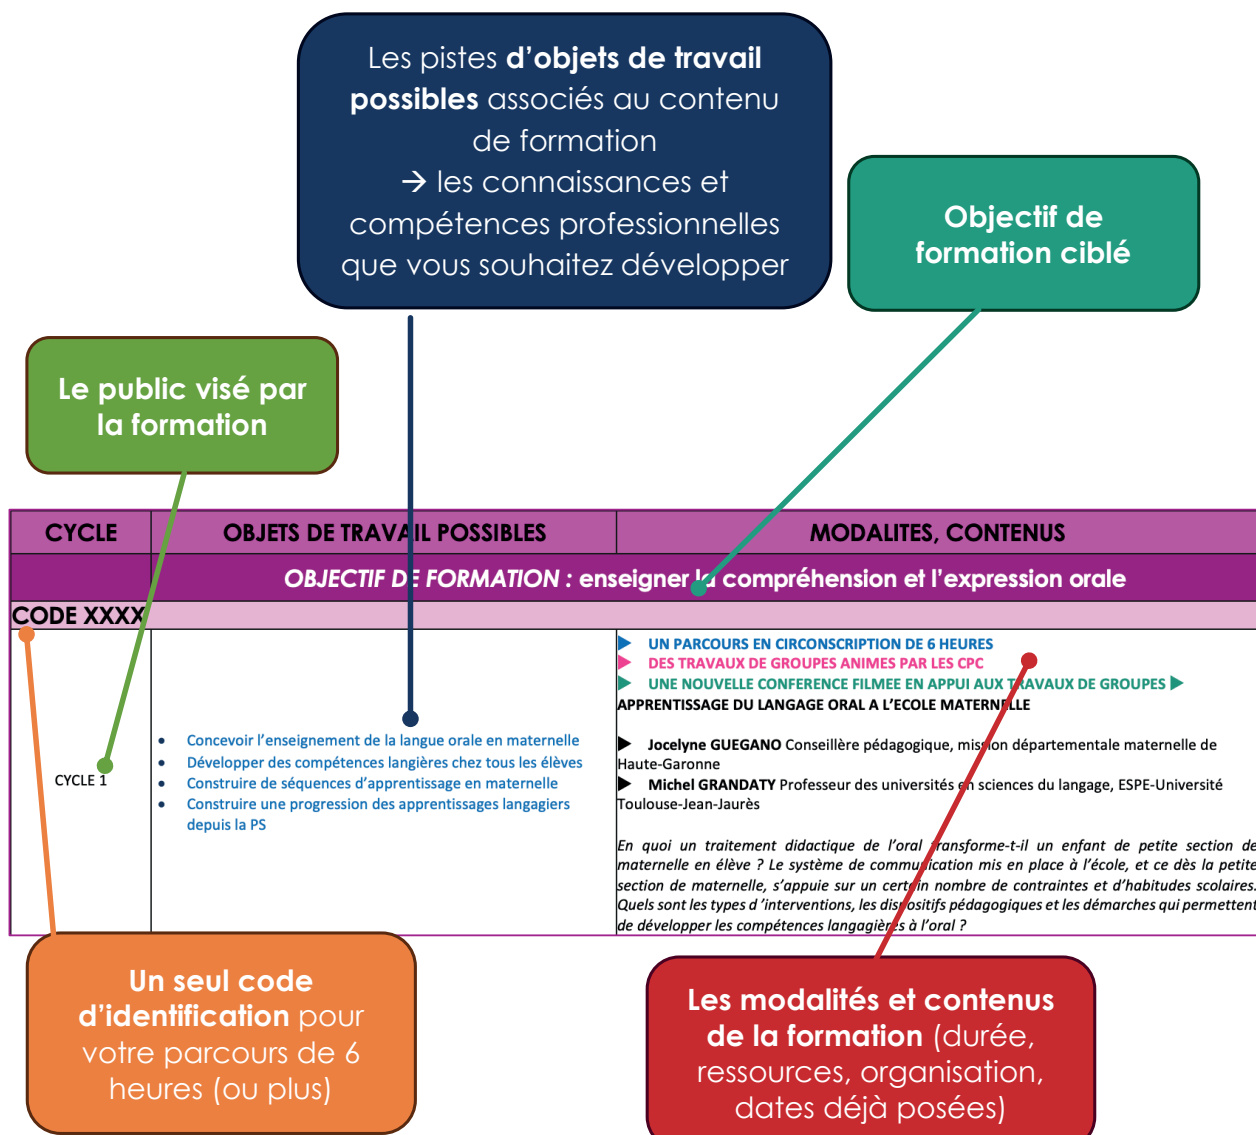 Les pistes d'objets de travail
possibles associés au contenu
de formation
→ les connaissances et
compétences professionnelles
que vous souhaitez développer
Objectif de
formation ciblé
Le public visé par
la formation
CYCLE
OBJETS DE TRAVAIL POSSIBLES
MODALITES, CONTENUS
OBJECTIF DE FORMATION : enseigner la compréhension et l'expression orale
CODE XXXX
CYCLE 1
• Concevoir l'enseignement de la langue orale en maternelle
• Développer des compétences langières chez tous les élèves
• Construire de séquences d'apprentissage en maternelle
• Construire une progression des apprentissages langagiers
depuis la PS
▶ UN PARCOURS EN CIRCONSCRIPTION DE 6 HEURES
▶ DES TRAVAUX DE GROUPES ANIMES PAR LES CPC
▶ UNE NOUVELLE CONFERENCE FILMEE EN APPUI AUX TRAVAUX DE GROUPES ▶
APPRENTISSAGE DU LANGAGE ORAL A L'ECOLE MATERNELLE
▶ Jocelyne GUEGANO Conseillère pédagogique, mission départementale maternelle de
Haute-Garonne
▶ Michel GRANDATY Professeur des universités en sciences du langage, ESPE-Université
Toulouse-Jean-Jaurès
En quoi un traitement didactique de l'oral transforme-t-il un enfant de petite section de
maternelle en élève ? Le système de communication mis en place à l'école, et ce dès la petite
section de maternelle, s'appuie sur un certain nombre de contraintes et d'habitudes scolaires.
Quels sont les types d'interventions, les dispositifs pédagogiques et les démarches qui permettent
de développer les compétences langagières à l'oral ?
Un seul code
d'identification pour
votre parcours de 6
heures (ou plus)
Les modalités et contenus
de la formation (durée,
ressources, organisation,
dates déjà posées)